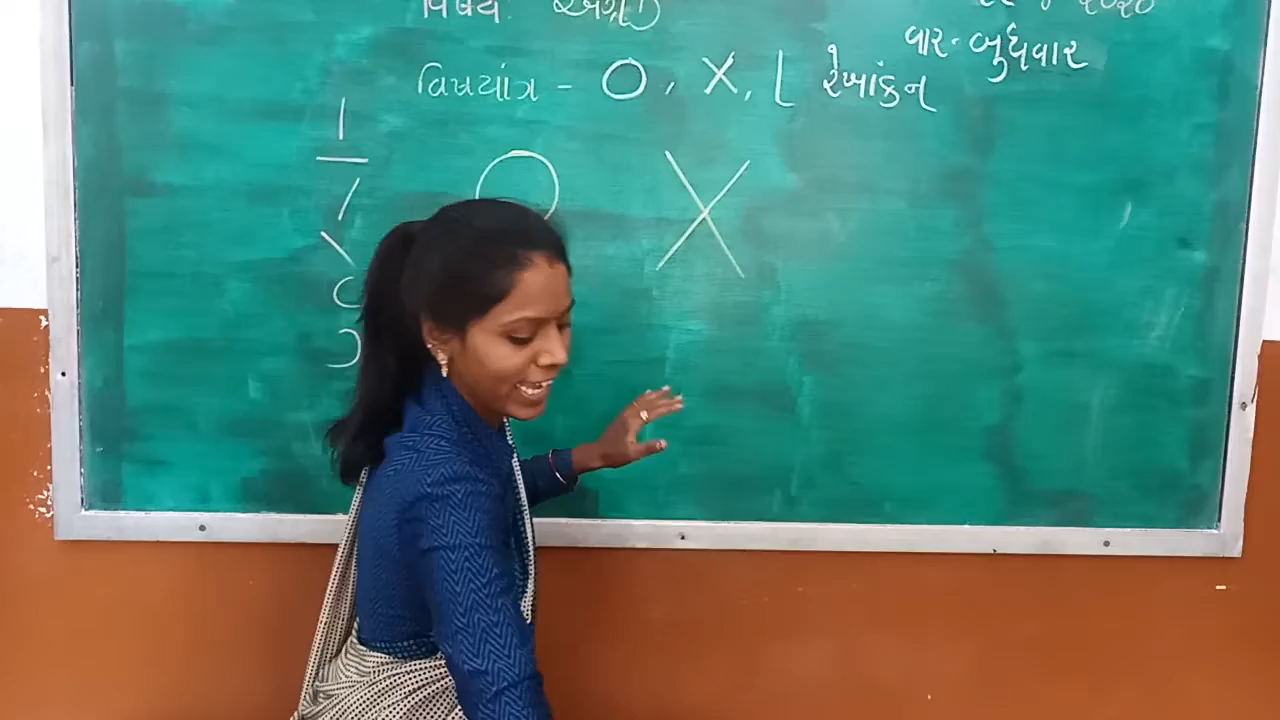 વિષય : અંગ્રેજી
વાર - બુધવાર
વિષયાંગ - O, X, L રેખાંકન
|
—
/
\
C
Ɔ
O X